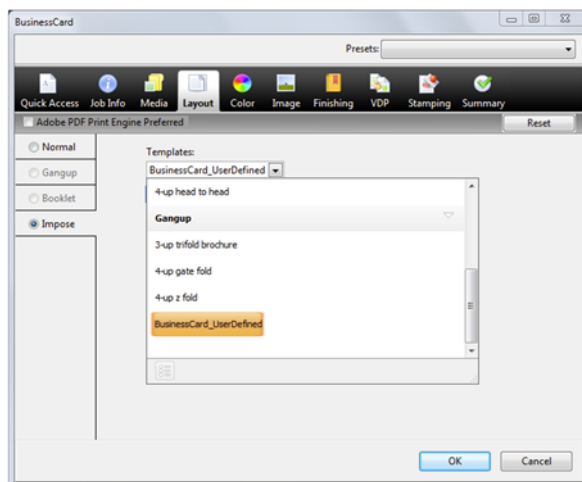 BusinessCard
Presets:
Quick Access Job Info Media Layout Color Image Finishing VDP Stamping Summary
Adobe PDF Print Engine Preferred Reset
Normal
Gangup
Booklet
Impose
Templates:
BusinessCard_UserDefined
4-up head to head
Gangup
3-up trifold brochure
4-up gate fold
4-up z fold
BusinessCard_UserDefined
OK Cancel